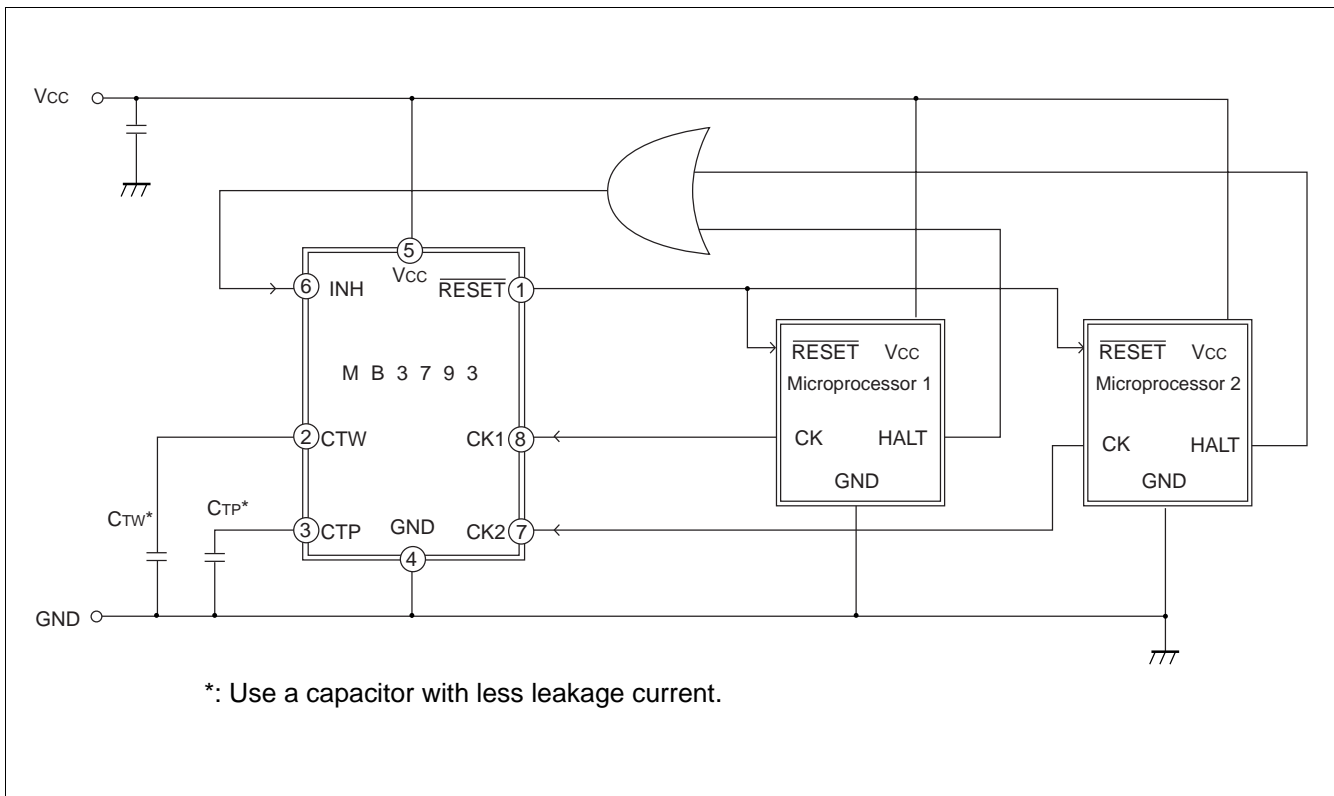 VCC
5
VCC
6 INH
RESET 1
RESET VCC
Microprocessor 1
RESET VCC
Microprocessor 2
M B 3 7 9 3
2 CTW
CK1 8
CK HALT
GND
CK HALT
GND
CTW*
CTP*
3 CTP
GND
4
CK2 7
GND
*: Use a capacitor with less leakage current.